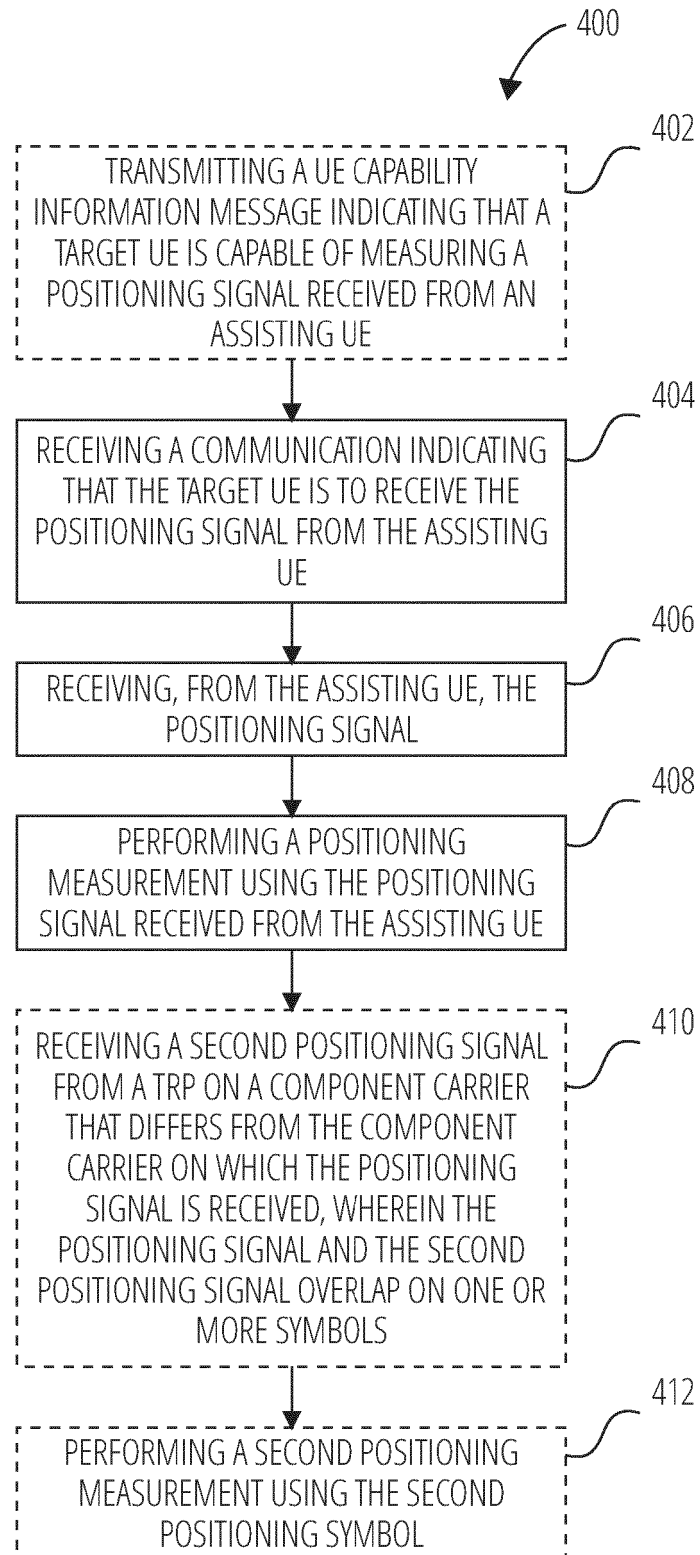 400
402
TRANSMITTING A UE CAPABILITY
INFORMATION MESSAGE INDICATING THAT A
TARGET UE IS CAPABLE OF MEASURING A
POSITIONING SIGNAL RECEIVED FROM AN
ASSISTING UE
404
RECEIVING A COMMUNICATION INDICATING
THAT THE TARGET UE IS TO RECEIVE THE
POSITIONING SIGNAL FROM THE ASSISTING
UE
406
RECEIVING, FROM THE ASSISTING UE, THE
POSITIONING SIGNAL
408
PERFORMING A POSITIONING
MEASUREMENT USING THE POSITIONING
SIGNAL RECEIVED FROM THE ASSISTING UE
410
RECEIVING A SECOND POSITIONING SIGNAL
FROM A TRP ON A COMPONENT CARRIER
THAT DIFFERS FROM THE COMPONENT
CARRIER ON WHICH THE POSITIONING
SIGNAL IS RECEIVED, WHEREIN THE
POSITIONING SIGNAL AND THE SECOND
POSITIONING SIGNAL OVERLAP ON ONE OR
MORE SYMBOLS
412
PERFORMING A SECOND POSITIONING
MEASUREMENT USING THE SECOND
POSITIONING SYMBOL